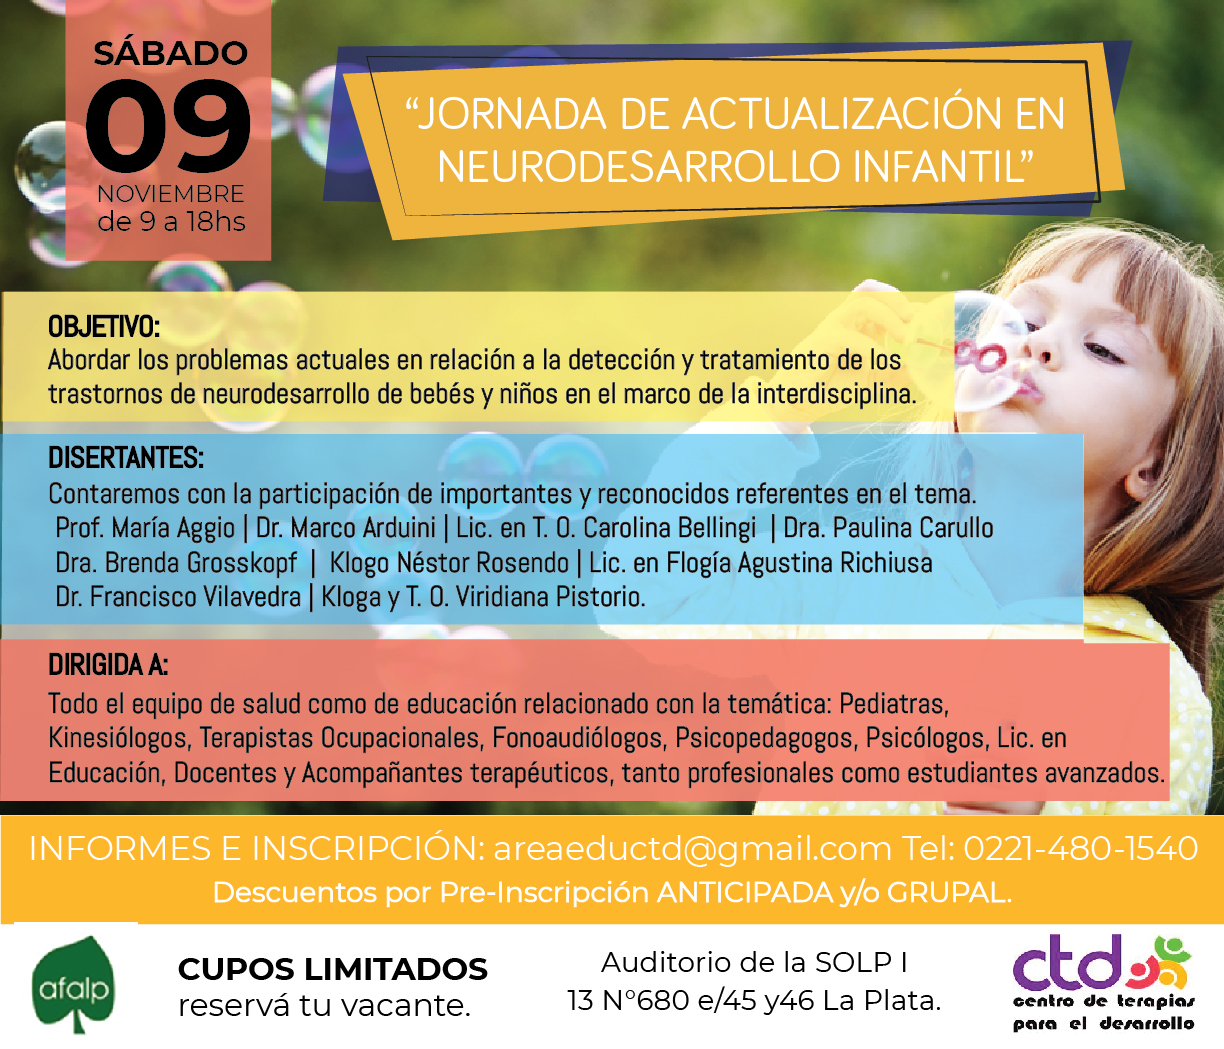 SÁBADO
09
NOVIEMBRE
de 9 a 18hs
“JORNADA DE ACTUALIZACIÓN EN
NEURODESARROLLO INFANTIL”
OBJETIVO:
Abordar los problemas actuales en relación a la detección y tratamiento de los
trastornos de neurodesarrollo de bebés y niños en el marco de la interdisciplina.
DISERTANTES:
Contaremos con la participación de importantes y reconocidos referentes en el tema.
Prof. María Aggio | Dr. Marco Arduini | Lic. en T. O. Carolina Bellingi | Dra. Paulina Carullo
Dra. Brenda Grosskopf | Klogo Néstor Rosendo | Lic. en Flogía Agustina Richiusa
Dr. Francisco Vilavedra | Kloga y T. O. Viridiana Pistorio.
DIRIGIDA A:
Todo el equipo de salud como de educación relacionado con la temática: Pediatras,
Kinesiólogos, Terapistas Ocupacionales, Fonoaudiólogos, Psicopedagogos, Psicólogos, Lic. en
Educación, Docentes y Acompañantes terapéuticos, tanto profesionales como estudiantes avanzados.
INFORMES E INSCRIPCIÓN: areaeductd@gmail.com Tel: 0221-480-1540
Descuentos por Pre-Inscripción ANTICIPADA y/o GRUPAL.
afalp
CUPOS LIMITADOS
reservá tu vacante.
Auditorio de la SOLP I
13 N°680 e/45 y46 La Plata.
ctd
centro de terapias
para el desarrollo